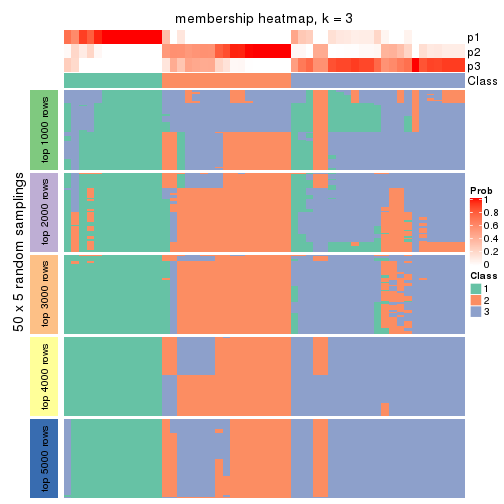 membership heatmap, k = 3
p1
p2
p3
Class
50 x 5 random samplings
top 1000 rows
top 2000 rows
top 3000 rows
top 4000 rows
top 5000 rows
Prob
1
0.8
0.6
0.4
0.2
0
Class
1
2
3